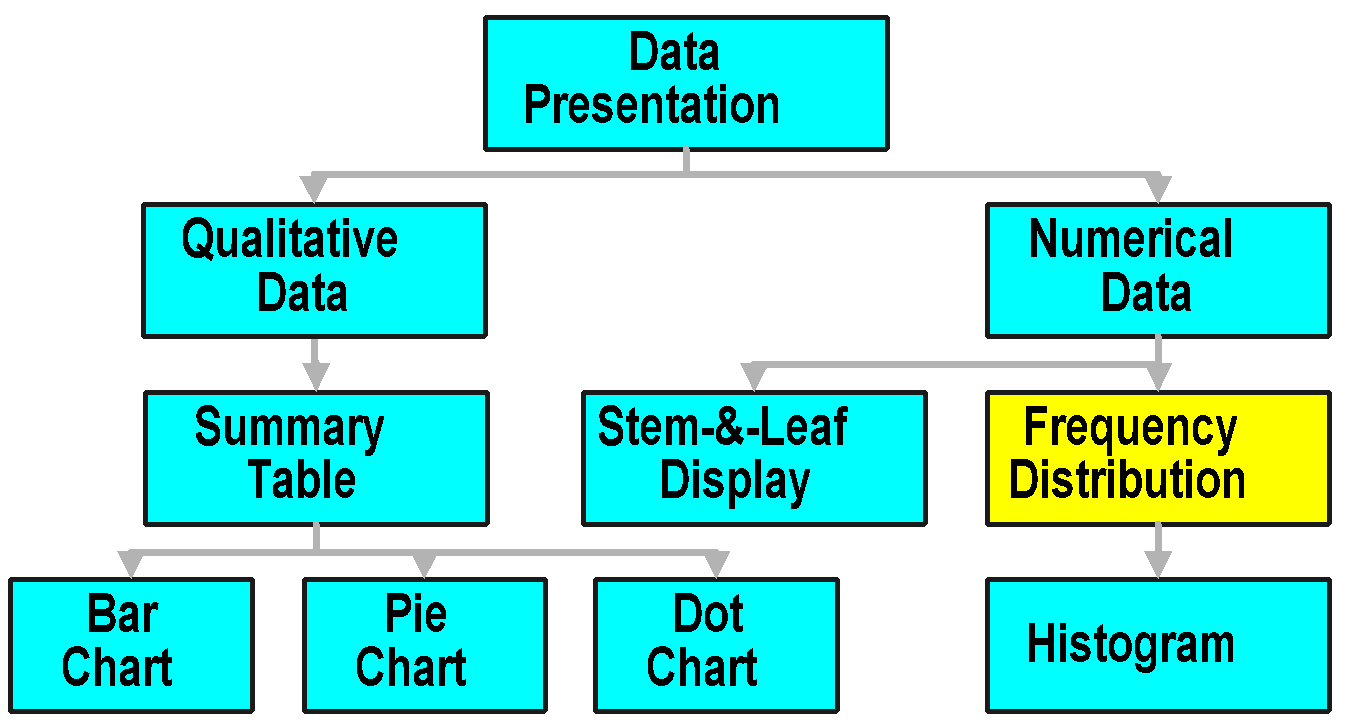 Data
Presentation
Qualitative
Data
Numerical
Data
Summary
Table
Stem-&-Leaf
Display
Frequency
Distribution
Bar
Chart
Pie
Chart
Dot
Chart
Histogram